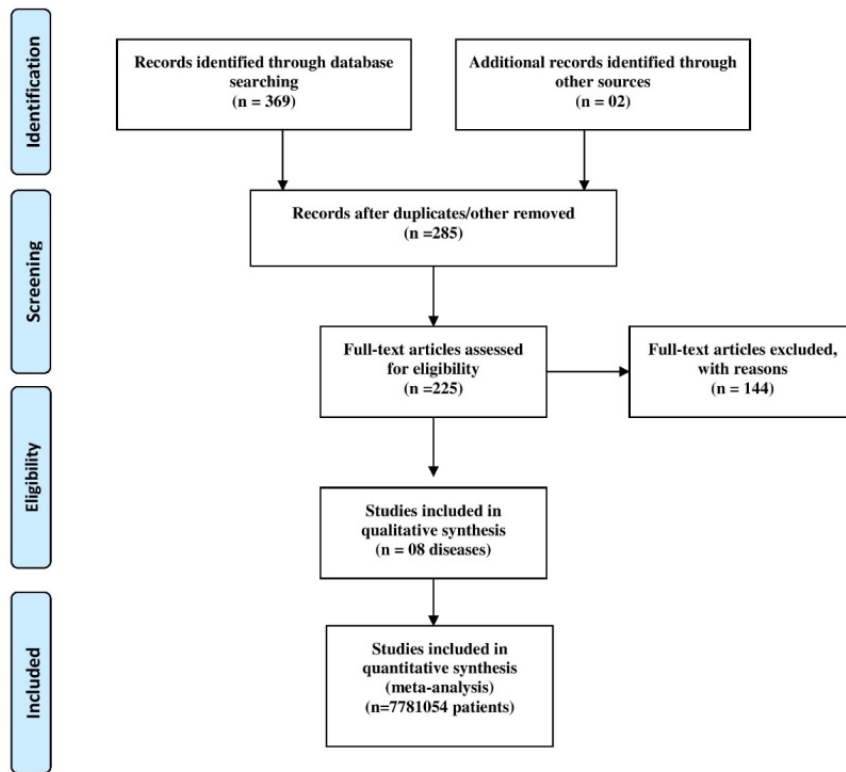 Identification
Records identified through database
searching
(n = 369)
Additional records identified through
other sources
(n = 02)
Screening
Records after duplicates/other removed
(n =285)
Full-text articles assessed
for eligibility
(n =225)
Full-text articles excluded,
with reasons
(n = 144)
Eligibility
Studies included in
qualitative synthesis
(n = 08 diseases)
Included
Studies included in
quantitative synthesis
(meta-analysis)
(n=7781054 patients)